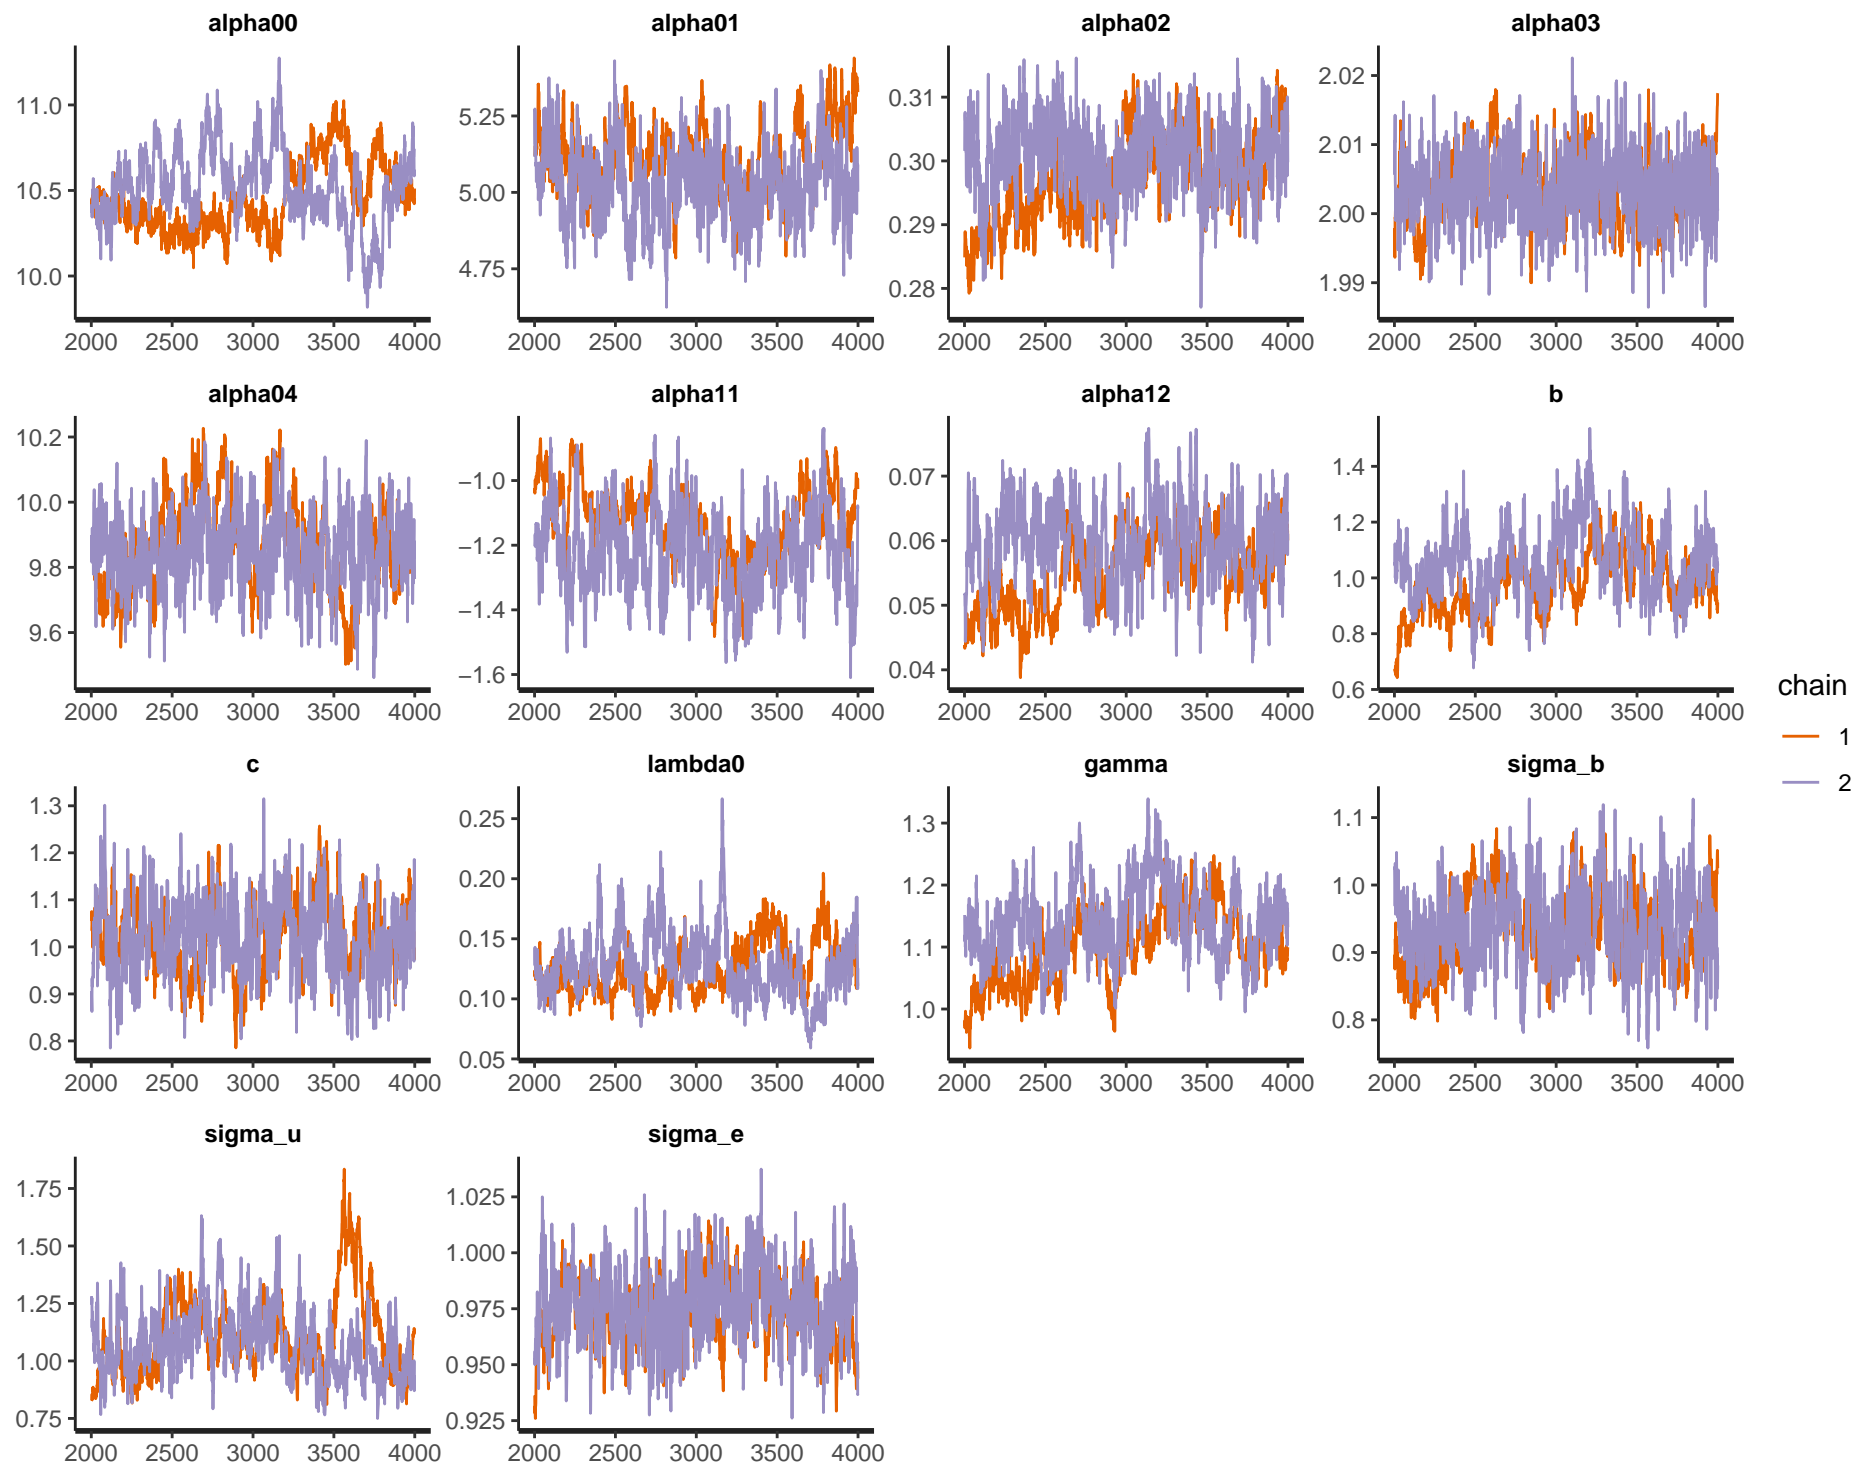 alpha00 alpha01 alpha02 alpha03
11.0 10.5 10.0
5.25 5.00 4.75
0.31 0.30 0.29 0.28
2.02 2.01 2.00 1.99
2000 2500 3000 3500 4000 2000 2500 3000 3500 4000 2000 2500 3000 3500 4000 2000 2500 3000 3500 4000
alpha04 alpha11 alpha12 b
10.2 10.0 9.8 9.6
−1.0 −1.2 −1.4 −1.6
0.07 0.06 0.05 0.04
1.4 1.2 1.0 0.8 0.6
2000 2500 3000 3500 4000 2000 2500 3000 3500 4000 2000 2500 3000 3500 4000 2000 2500 3000 3500 4000
c lambda0 gamma sigma_b
1.3 1.2 1.1 1.0 0.9 0.8
0.25 0.20 0.15 0.10 0.05
1.3 1.2 1.1 1.0
1.1 1.0 0.9 0.8
2000 2500 3000 3500 4000 2000 2500 3000 3500 4000 2000 2500 3000 3500 4000 2000 2500 3000 3500 4000
sigma_u sigma_e
1.75 1.50 1.25 1.00 0.75
1.025 1.000 0.975 0.950 0.925
2000 2500 3000 3500 4000 2000 2500 3000 3500 4000
chain
1
2